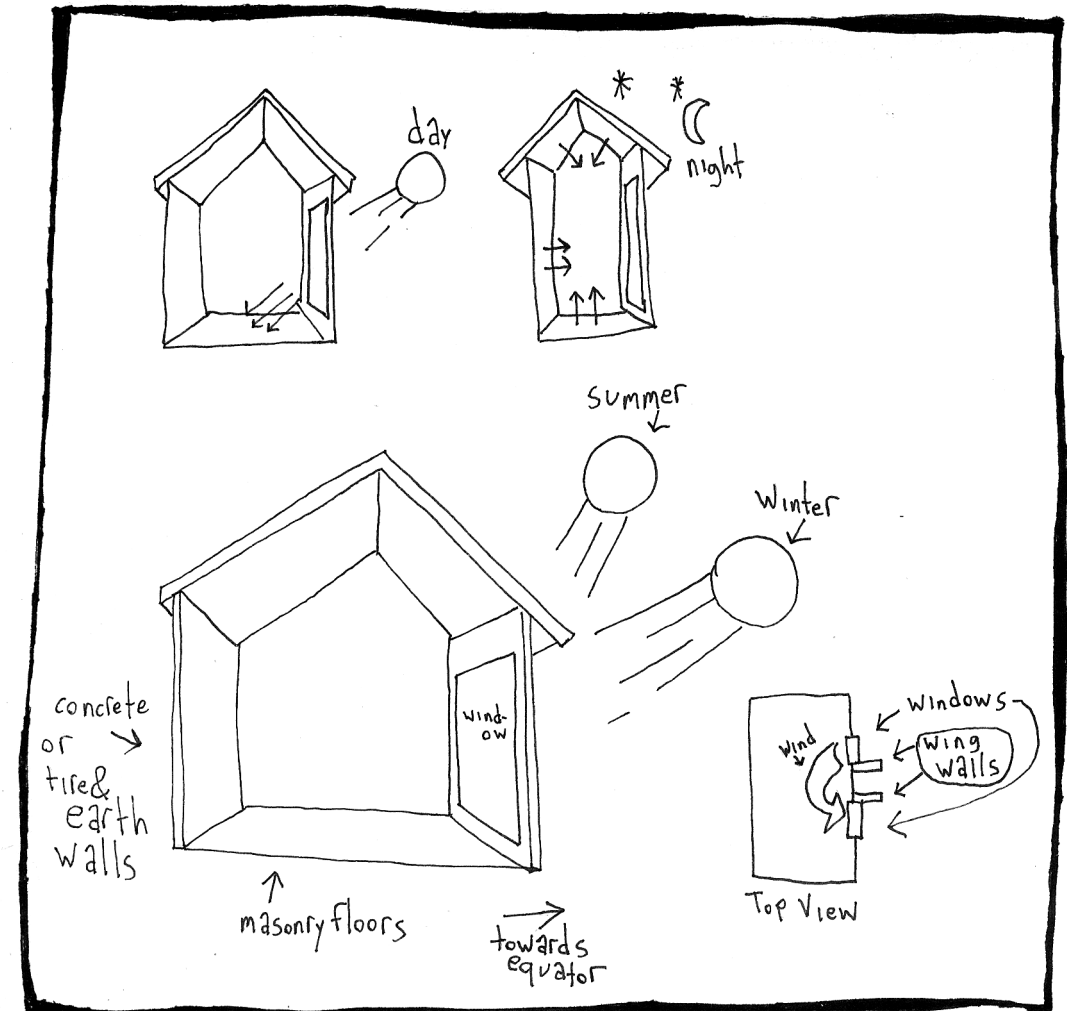 day
night
summer
Winter
wind-
ow
concrete
or
tire&
earth
walls
masonry floors
towards
equator
windows
wing
walls
wind
Top View